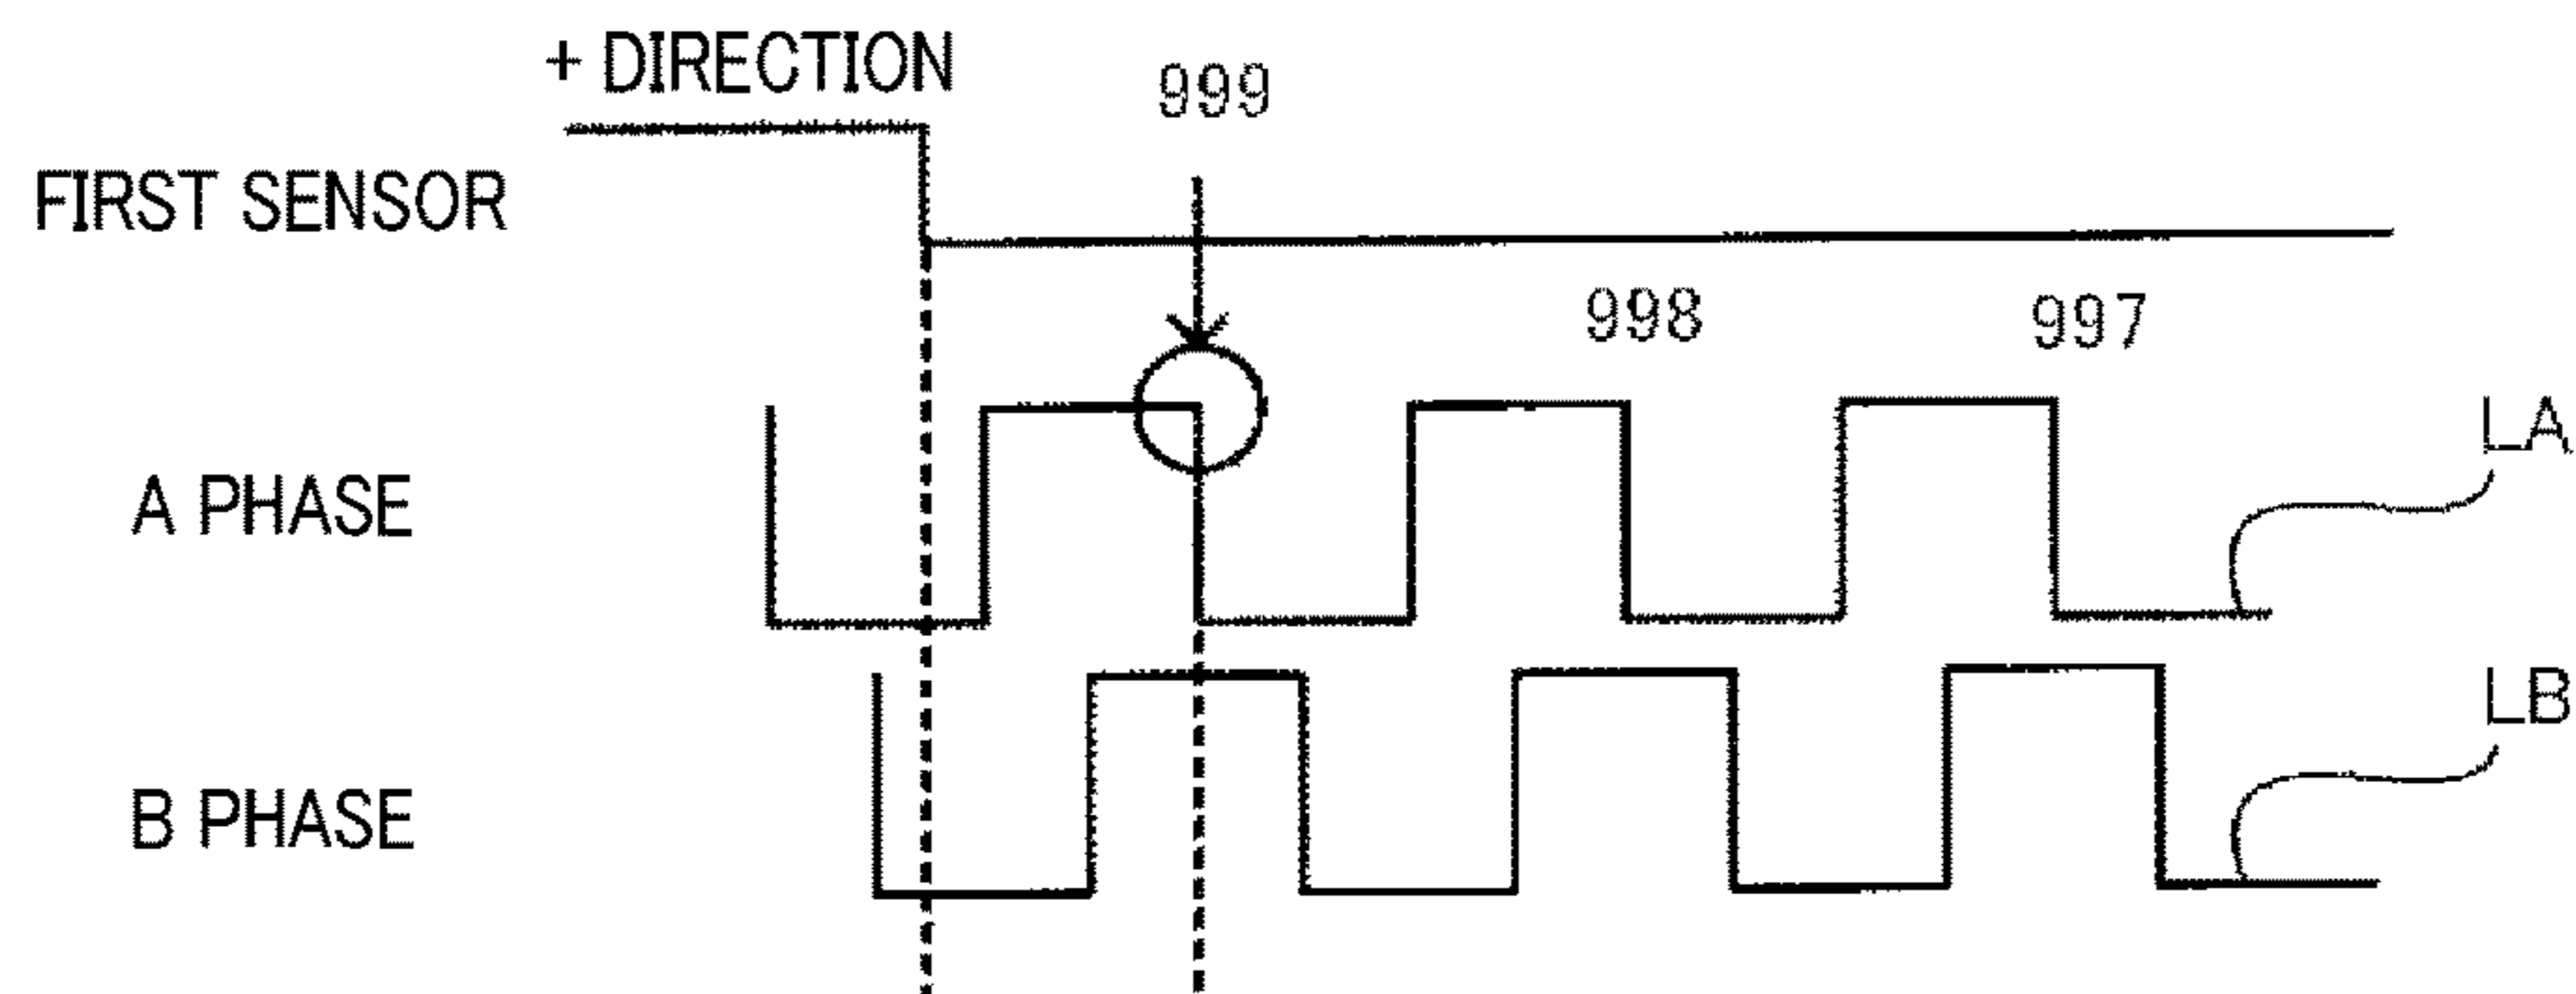 + DIRECTION
999
FIRST SENSOR
998
997
LA
A PHASE
LB
B PHASE